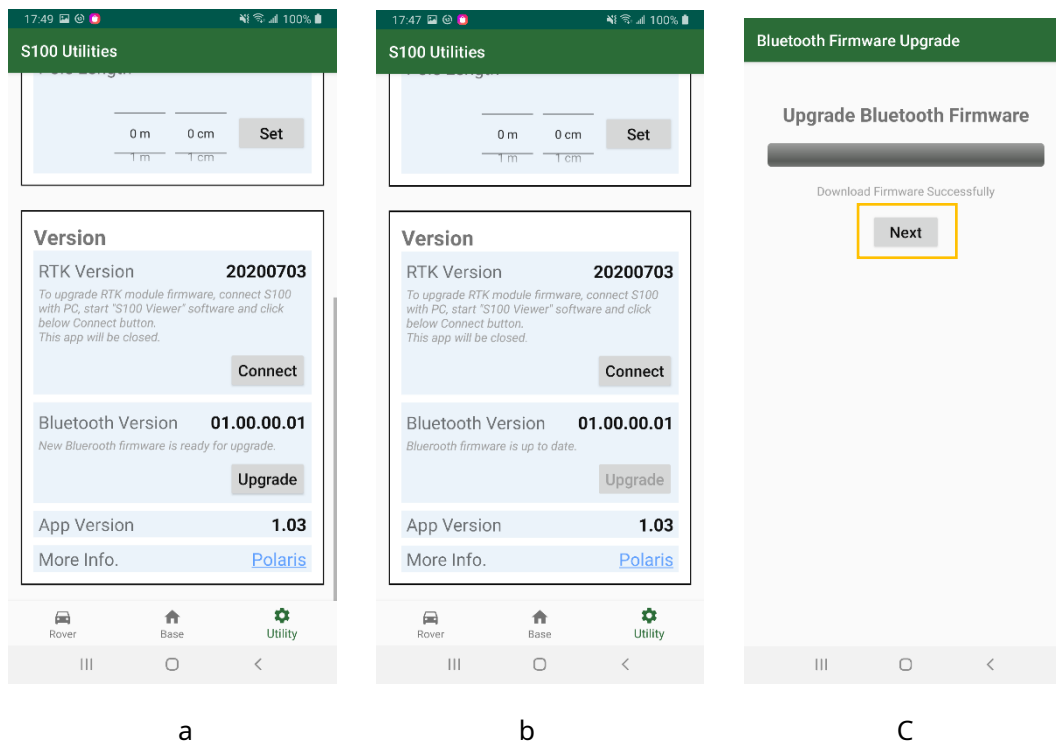 17:49 100%
S100 Utilities
Pole Length
0 m 0 cm Set
1 m 1 cm
Version
RTK Version 20200703
To upgrade RTK module firmware, connect S100
with PC, start "S100 Viewer" software and click
below Connect button.
This app will be closed.
Connect
Bluetooth Version 01.00.00.01
New Bluerooth firmware is ready for upgrade.
Upgrade
App Version 1.03
More Info. Polaris
Rover Base Utility
a
17:47 100%
S100 Utilities
Pole Length
0 m 0 cm Set
1 m 1 cm
Version
RTK Version 20200703
To upgrade RTK module firmware, connect S100
with PC, start "S100 Viewer" software and click
below Connect button.
This app will be closed.
Connect
Bluetooth Version 01.00.00.01
Bluerooth firmware is up to date.
Upgrade
App Version 1.03
More Info. Polaris
Rover Base Utility
b
Bluetooth Firmware Upgrade
Upgrade Bluetooth Firmware
Download Firmware Successfully
Next
C